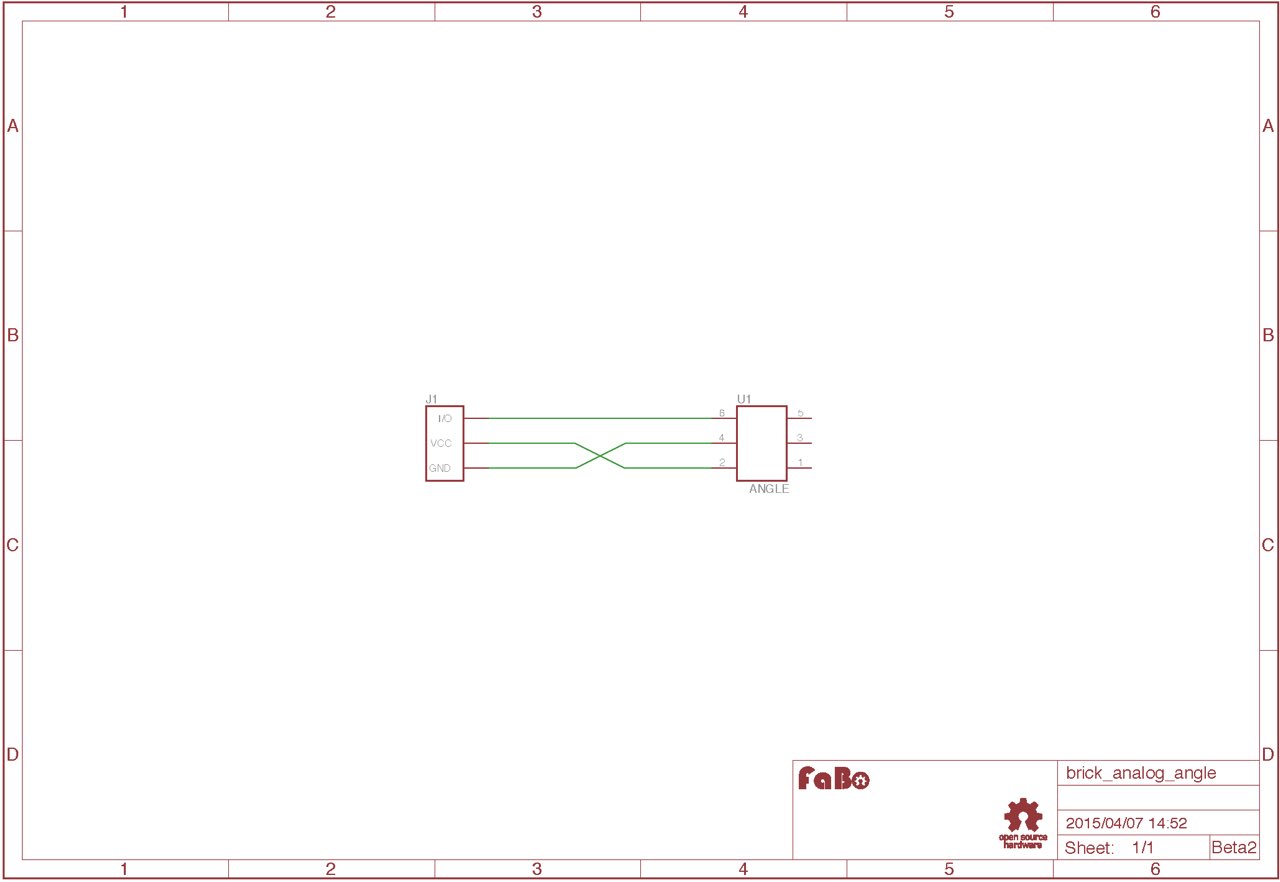 1 2 3 4 5 6
A A
B B
J1 U1
I/O 6 5
VCC 4 3
GND 2 1
ANGLE
C C
D D
FaBo brick_analog_angle
2015/04/07 14:52
open source
hardware
Sheet: 1/1 Beta2
1 2 3 4 5 6